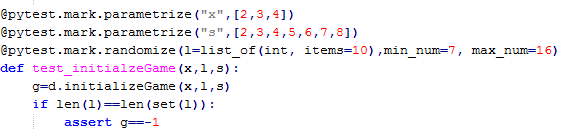 @pytest.mark.parametrize("x",[2,3,4])
@pytest.mark.parametrize("s",[2,3,4,5,6,7,8])
@pytest.mark.randomize(l=list_of(int, items=10),min_num=7, max_num=16)
def test_initialzeGame(x,l,s):
    g=d.initializeGame(x,l,s)
    if len(l)==len(set(l)):
        assert g==-1